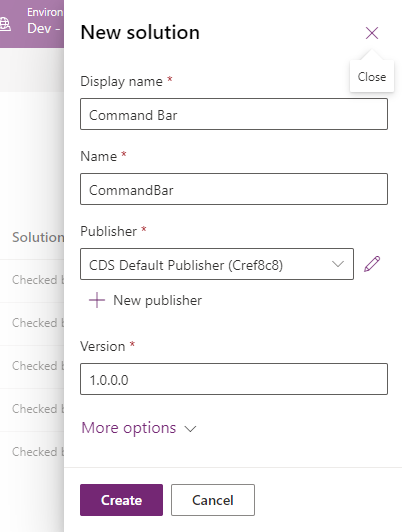 Environ
Dev -
New solution
Close
Display name *
Command Bar
Name *
CommandBar
Publisher *
CDS Default Publisher (Cref8c8)
New publisher
Version *
1.0.0.0
More options
Create
Cancel
Solution
Checked b
Checked b
Checked b
Checked b
Checked b